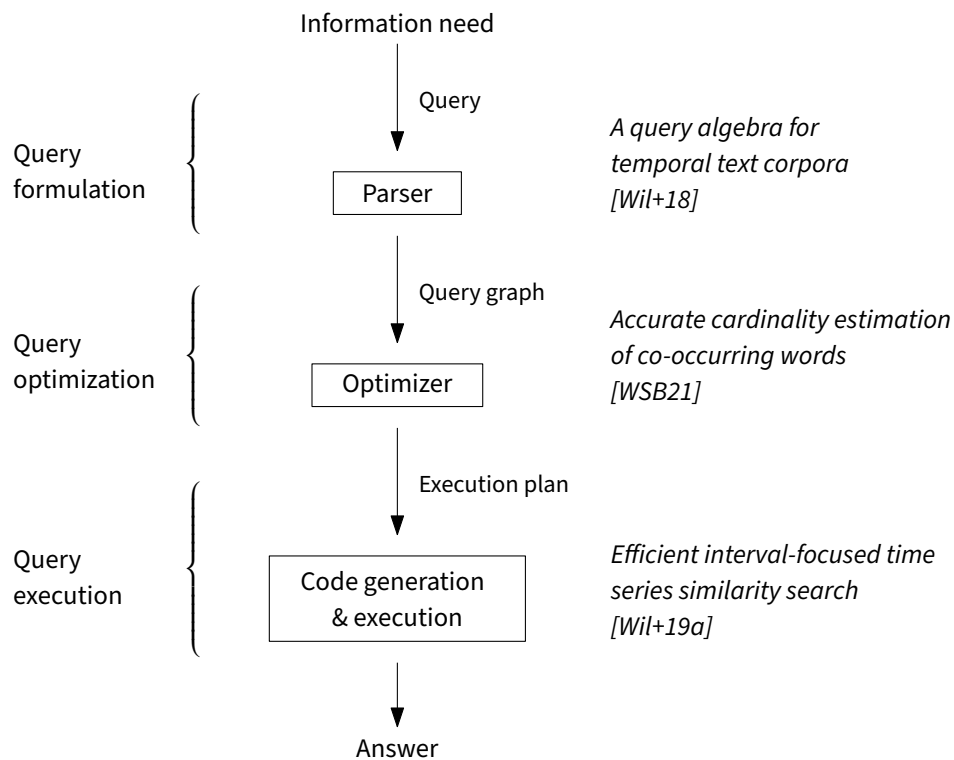 Information need
Query
Query
formulation
Parser
A query algebra for
temporal text corpora
[Wil+18]
Query graph
Query
optimization
Optimizer
Accurate cardinality estimation
of co-occurring words
[WSB21]
Execution plan
Query
execution
Code generation
& execution
Efficient interval-focused time
series similarity search
[Wil+19a]
Answer